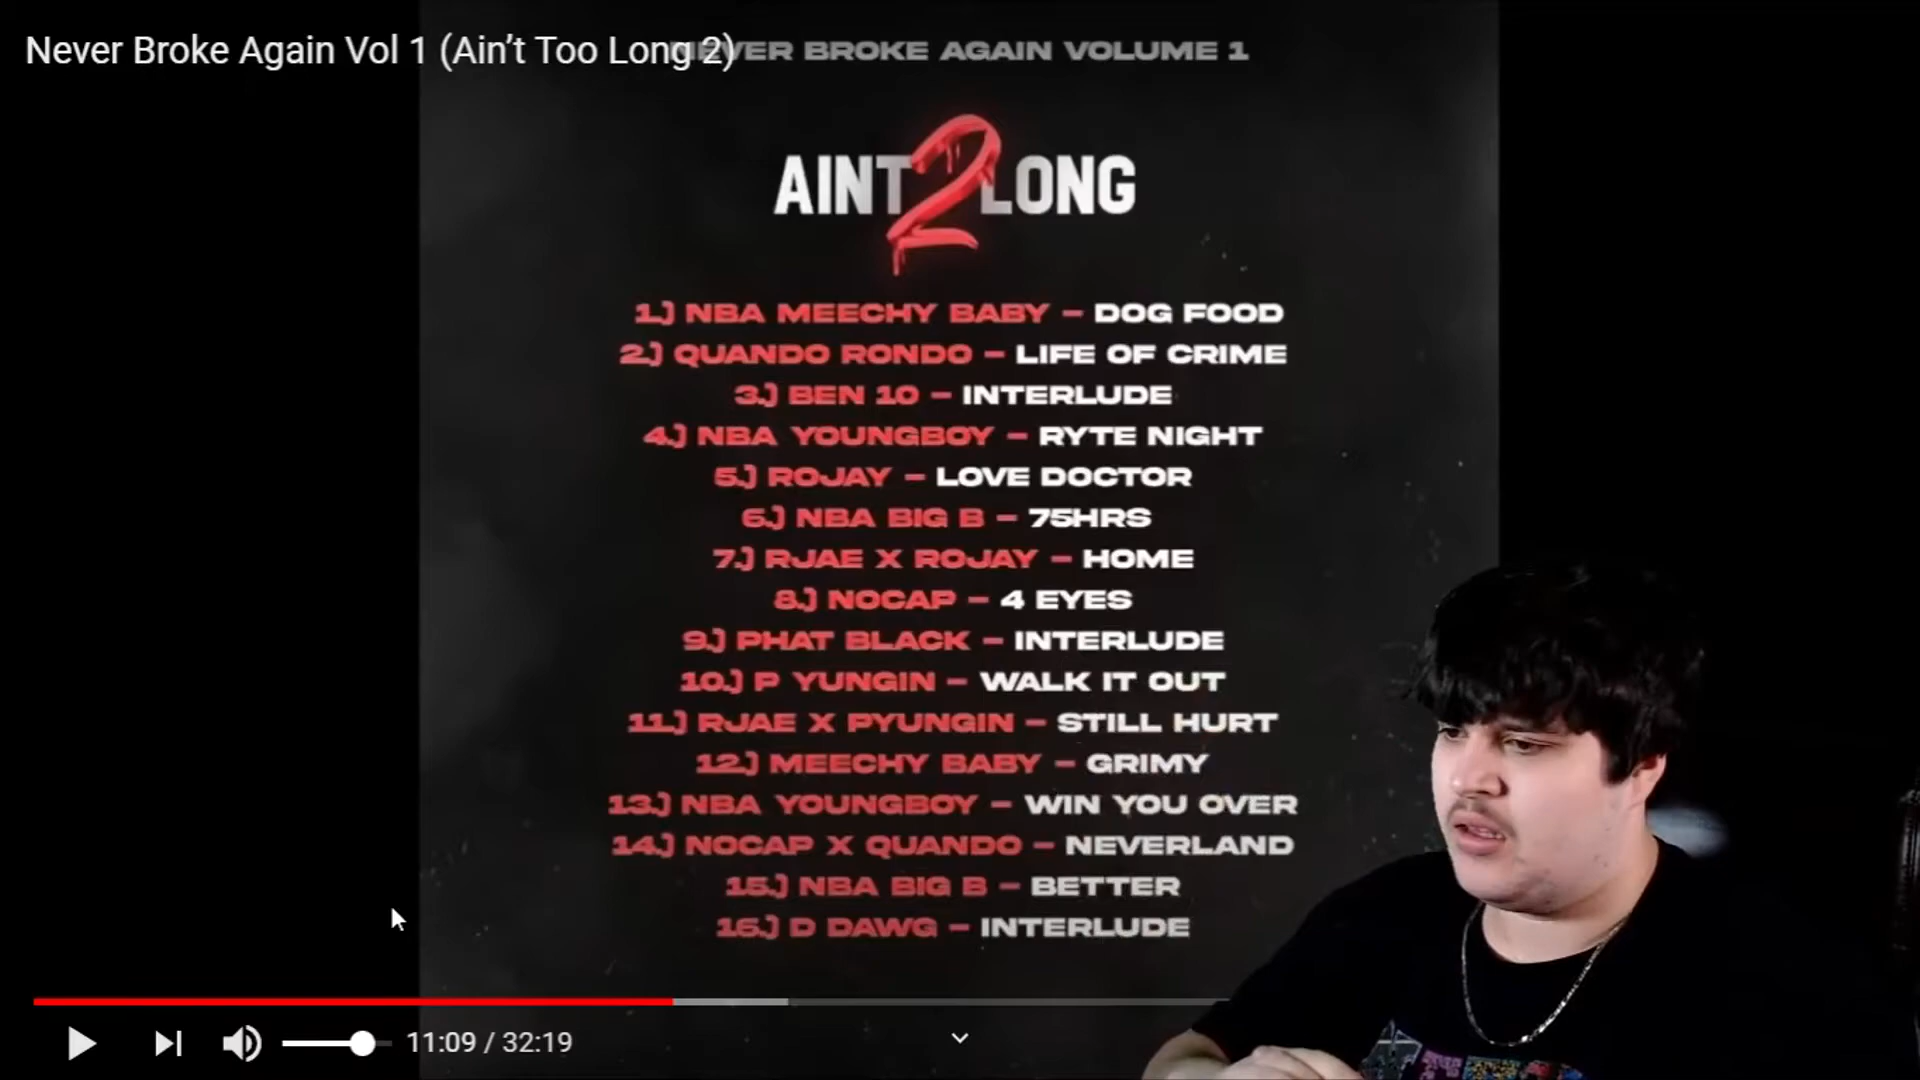 Never Broke Again Vol 1 (Ain't Too Long 2)
VER BROKE AGAIN VOLUME 1
AINT 2 LONG
1.) NBA MEECHY BABY – DOG FOOD
2.) QUANDO RONDO – LIFE OF CRIME
3.) BEN 10 – INTERLUDE
4.) NBA YOUNGBOY – RYTE NIGHT
5.) ROJAY – LOVE DOCTOR
6.) NBA BIG B – 75HRS
7.) RJAE X ROJAY – HOME
8.) NOCAP – 4 EYES
9.) PHAT BLACK – INTERLUDE
10.) P YUNGIN – WALK IT OUT
11.) RJAE X PYUNGIN – STILL HURT
12.) MEECHY BABY – GRIMY
13.) NBA YOUNGBOY – WIN YOU OVER
14.) NOCAP X QUANDO – NEVERLAND
15.) NBA BIG B – BETTER
16.) D DAWG – INTERLUDE
11:09 / 32:19